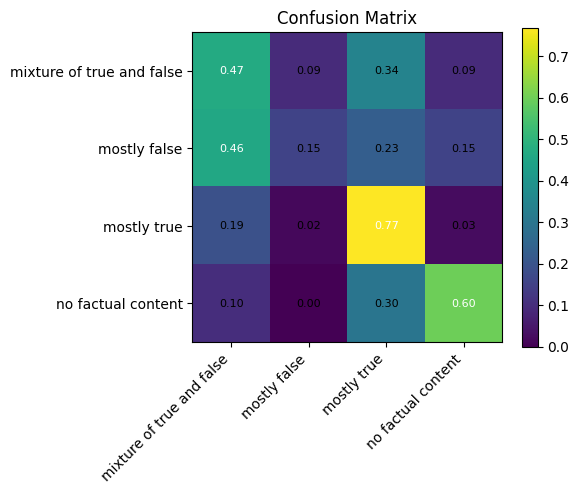 Confusion Matrix
mixture of true and false 0.47 0.09 0.34 0.09
mostly false 0.46 0.15 0.23 0.15
mostly true 0.19 0.02 0.77 0.03
no factual content 0.10 0.00 0.30 0.60
mixture of true and false
mostly false
mostly true
no factual content
0.7
0.6
0.5
0.4
0.3
0.2
0.1
0.0